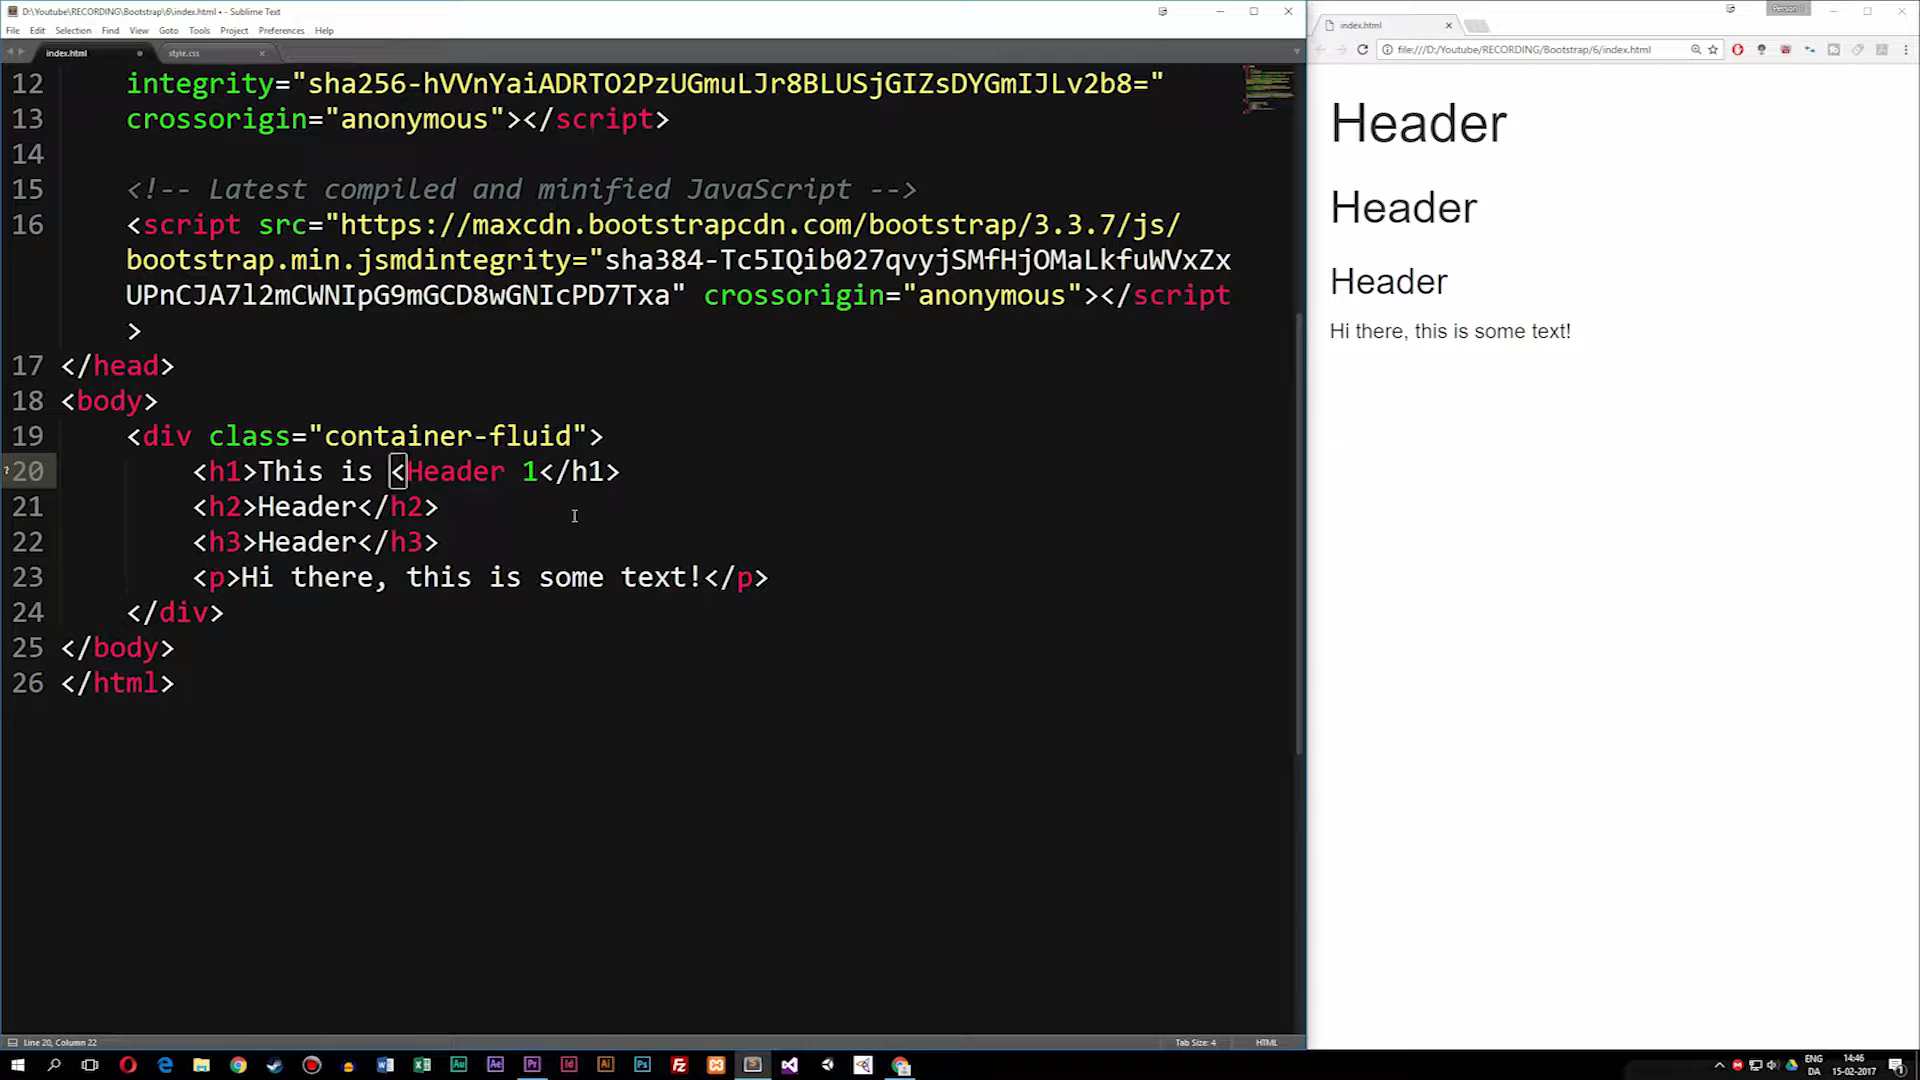 D:\Youtube\RECORDING\Bootstrap\6\index.html • - Sublime Text
File Edit Selection Find View Goto Tools Project Preferences Help
index.html
style.css
12 integrity="sha256-hVVnYaiADRTO2PzUGmuLJr8BLUSjGIZsDYGmIJLv2b8="
13 crossorigin="anonymous"></script>
14
15 <!-- Latest compiled and minified JavaScript -->
16 <script src="https://maxcdn.bootstrapcdn.com/bootstrap/3.3.7/js/
bootstrap.min.jsmdintegrity="sha384-Tc5IQib027qvyjSMfHjOMaLkfuWVxZx
UPnCJA7l2mCWNIpG9mGCD8wGNIcPD7Txa" crossorigin="anonymous"></script
>
17 </head>
18 <body>
19 <div class="container-fluid">
20 <h1>This is <Header 1</h1>
21 <h2>Header</h2>
22 <h3>Header</h3>
23 <p>Hi there, this is some text!</p>
24 </div>
25 </body>
26 </html>
Line 20, Column 22
Tab Size: 4
HTML
index.html
Person 1
file:///D:/Youtube/RECORDING/Bootstrap/6/index.html
Header
Header
Header
Hi there, this is some text!
ENG
DA
14:46
15-02-2017